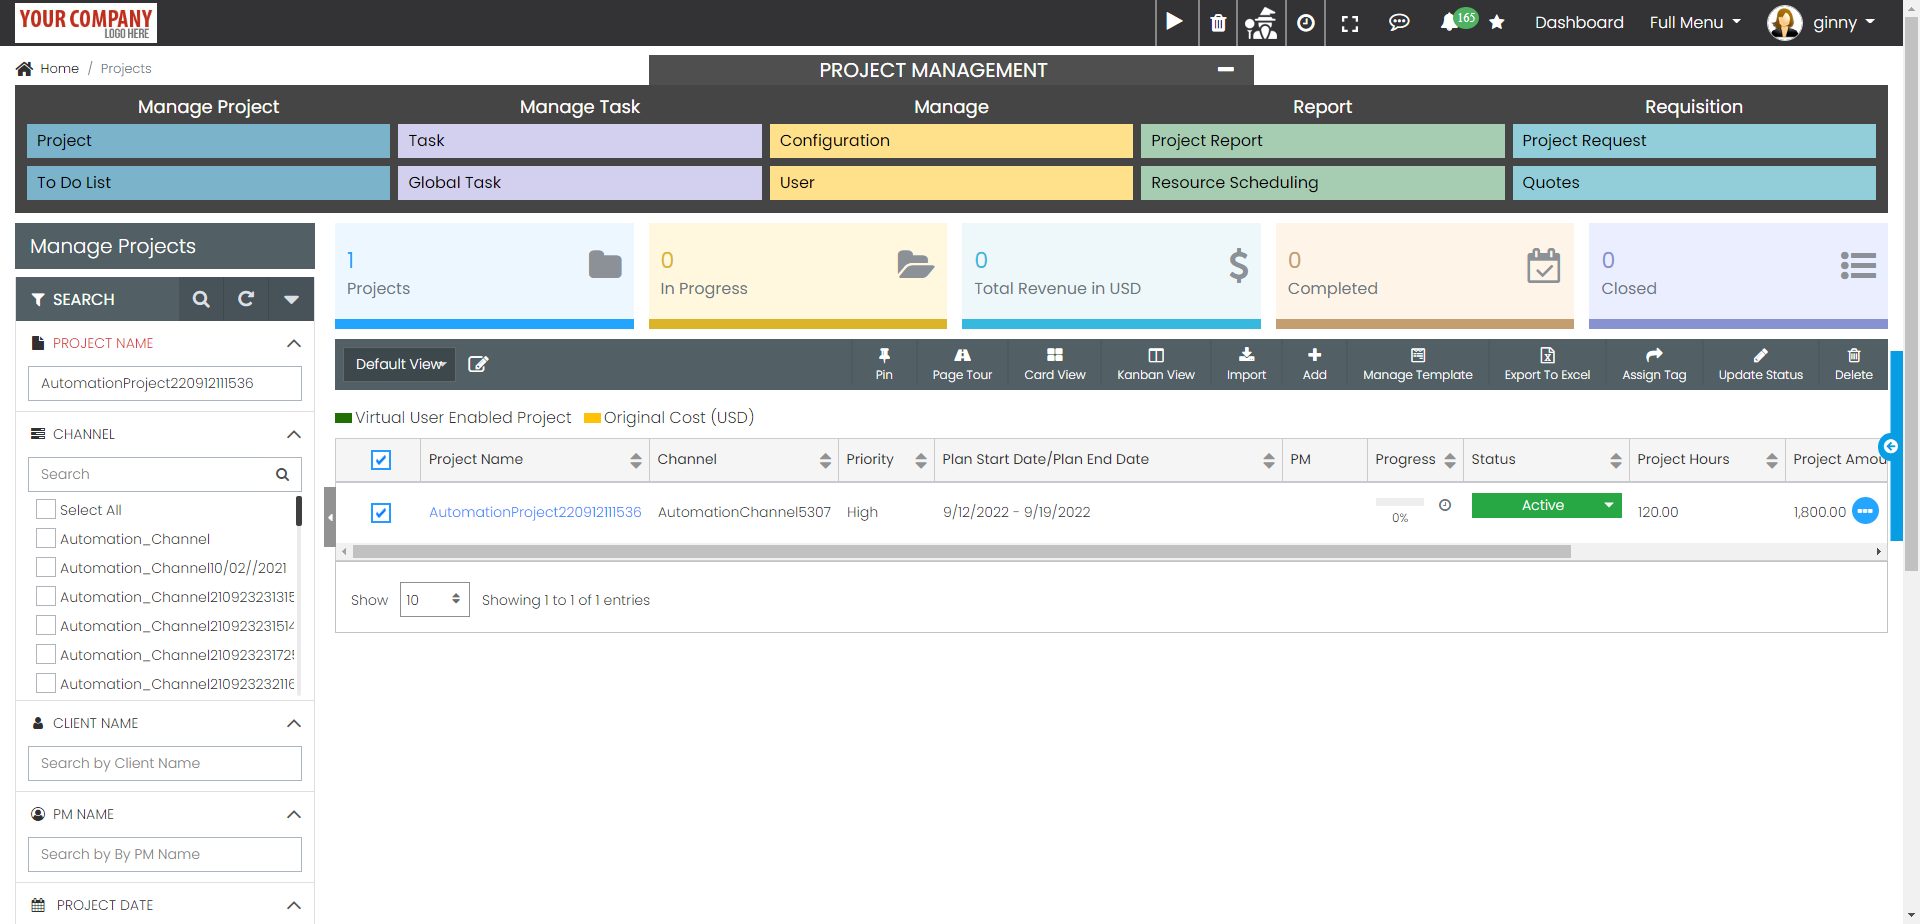 YOUR COMPANY
LOGO HERE
165
Dashboard
Full Menu
ginny
Home / Projects
PROJECT MANAGEMENT
Manage Project
Manage Task
Manage
Report
Requisition
Project
Task
Configuration
Project Report
Project Request
To Do List
Global Task
User
Resource Scheduling
Quotes
Manage Projects
1
Projects
0
In Progress
0
Total Revenue in USD
0
Completed
0
Closed
SEARCH
PROJECT NAME
AutomationProject220912111536
CHANNEL
Search
Select All
Automation_Channel
Automation_Channel10/02//2021
Automation_Channel210923231315
Automation_Channel210923231514
Automation_Channel210923231725
Automation_Channel210923232116
CLIENT NAME
Search by Client Name
PM NAME
Search by By PM Name
PROJECT DATE
Default View
Pin
Page Tour
Card View
Kanban View
Import
Add
Manage Template
Export To Excel
Assign Tag
Update Status
Delete
Virtual User Enabled Project
Original Cost (USD)
Project Name
Channel
Priority
Plan Start Date/Plan End Date
PM
Progress
Status
Project Hours
Project Amou
AutomationProject220912111536
AutomationChannel5307
High
9/12/2022 - 9/19/2022
0%
Active
120.00
1,800.00
Show
10
Showing 1 to 1 of 1 entries